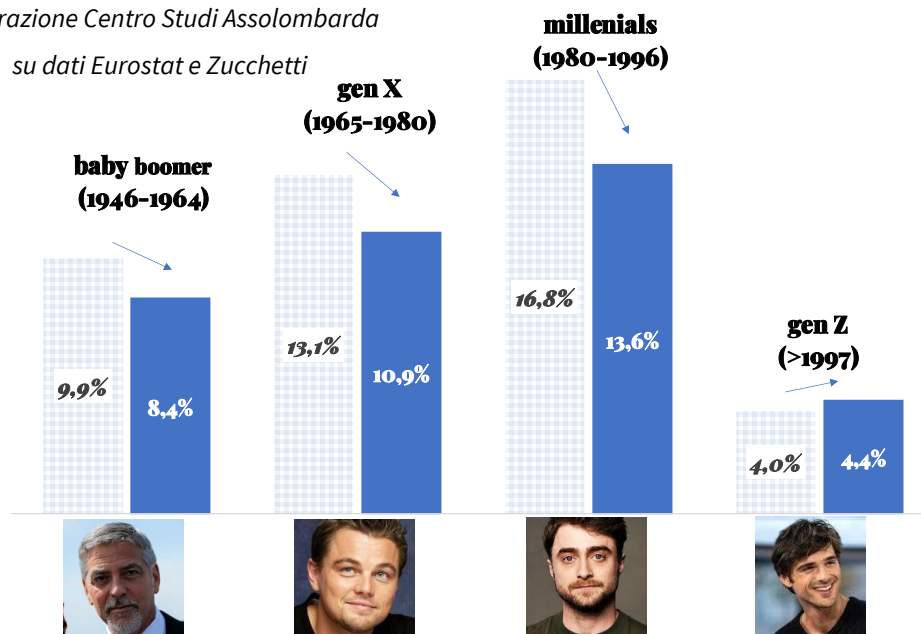 razione Centro Studi Assolombarda
su dati Eurostat e Zucchetti
baby boomer
(1946-1964)
9,9%
8,4%
gen X
(1965-1980)
13,1%
10,9%
millenials
(1980-1996)
16,8%
13,6%
gen Z
(>1997)
4,0%
4,4%